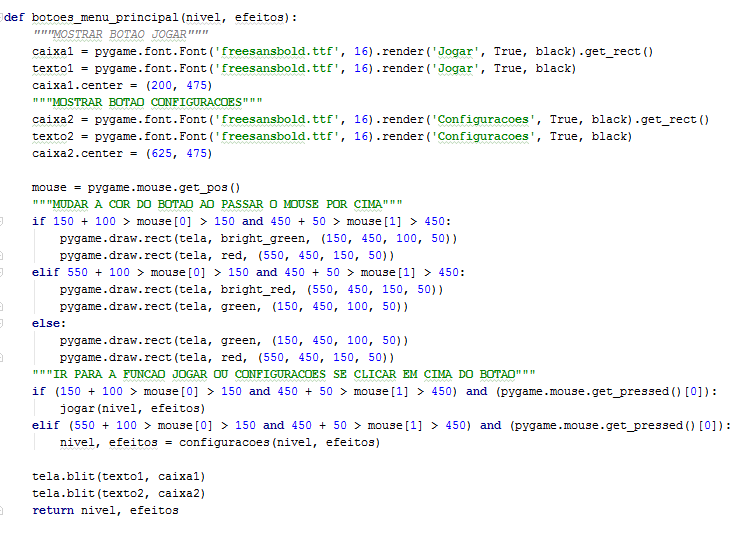 def botoes_menu_principal(nivel, efeitos):
    """MOSTRAR BOTAO JOGAR"""
    caixa1 = pygame.font.Font('freesansbold.ttf', 16).render('Jogar', True, black).get_rect()
    texto1 = pygame.font.Font('freesansbold.ttf', 16).render('Jogar', True, black)
    caixa1.center = (200, 475)
    """MOSTRAR BOTAO CONFIGURACOES"""
    caixa2 = pygame.font.Font('freesansbold.ttf', 16).render('Configuracoes', True, black).get_rect()
    texto2 = pygame.font.Font('freesansbold.ttf', 16).render('Configuracoes', True, black)
    caixa2.center = (625, 475)

    mouse = pygame.mouse.get_pos()
    """MUDAR A COR DO BOTAO AO PASSAR O MOUSE POR CIMA"""
    if 150 + 100 > mouse[0] > 150 and 450 + 50 > mouse[1] > 450:
        pygame.draw.rect(tela, bright_green, (150, 450, 100, 50))
        pygame.draw.rect(tela, red, (550, 450, 150, 50))
    elif 550 + 100 > mouse[0] > 150 and 450 + 50 > mouse[1] > 450:
        pygame.draw.rect(tela, bright_red, (550, 450, 150, 50))
        pygame.draw.rect(tela, green, (150, 450, 100, 50))
    else:
        pygame.draw.rect(tela, green, (150, 450, 100, 50))
        pygame.draw.rect(tela, red, (550, 450, 150, 50))
    """IR PARA A FUNCAO JOGAR OU CONFIGURACOES SE CLICAR EM CIMA DO BOTAO"""
    if (150 + 100 > mouse[0] > 150 and 450 + 50 > mouse[1] > 450) and (pygame.mouse.get_pressed()[0]):
        jogar(nivel, efeitos)
    elif (550 + 100 > mouse[0] > 150 and 450 + 50 > mouse[1] > 450) and (pygame.mouse.get_pressed()[0]):
        nivel, efeitos = configuracoes(nivel, efeitos)

    tela.blit(texto1, caixa1)
    tela.blit(texto2, caixa2)
    return nivel, efeitos